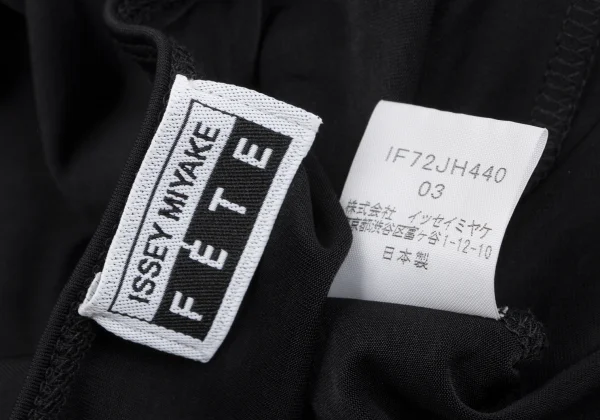 ISSEY MIYAKE
FÊTE
IF72JH440
03
株式会社 イッセイミヤケ
東京都渋谷区富ヶ谷1-12-10
日本製